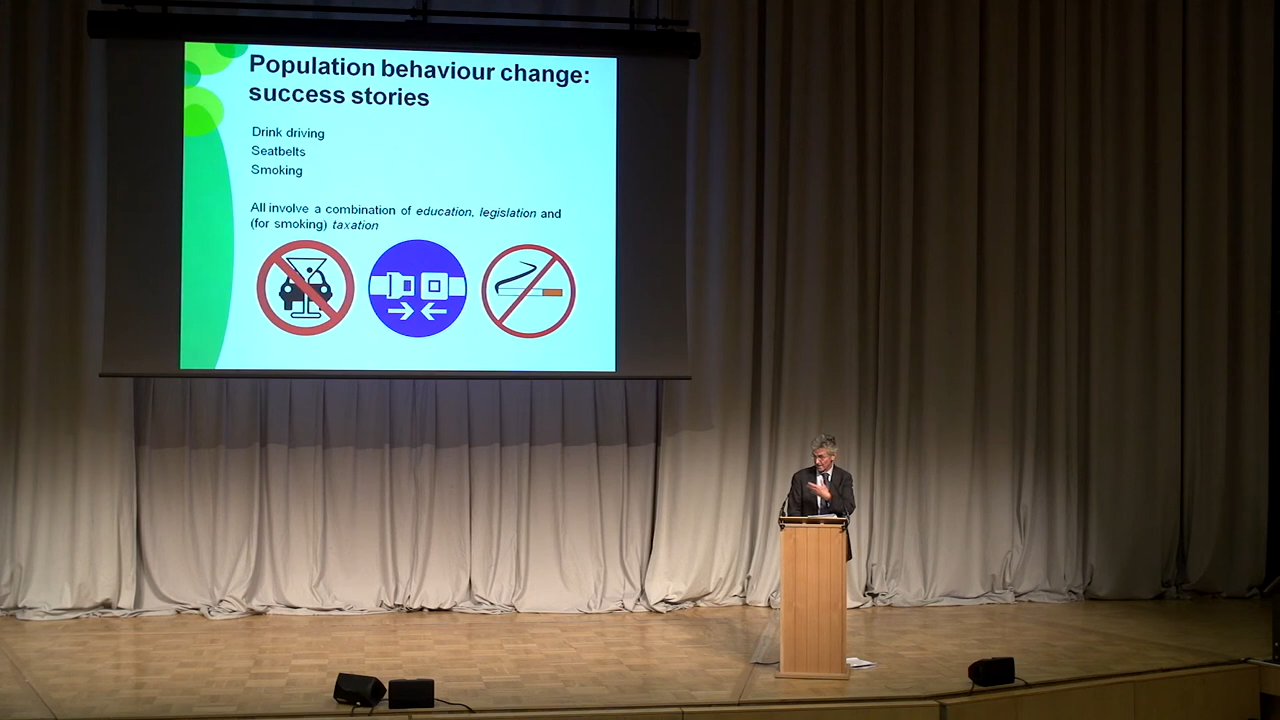 Population behaviour change:
success stories
Drink driving
Seatbelts
Smoking
All involve a combination of education, legislation and
(for smoking) taxation